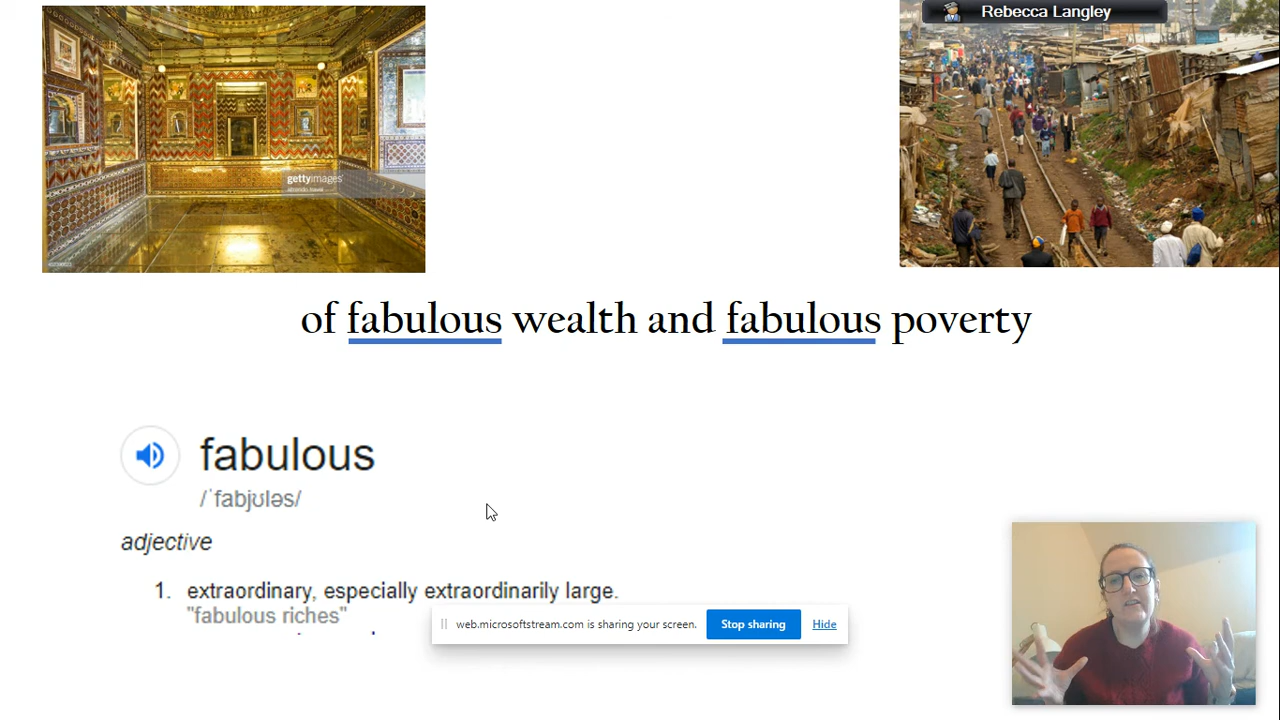 Rebecca Langley
gettyimages
of fabulous wealth and fabulous poverty
fabulous
/ˈfabjʊləs/
adjective
1. extraordinary, especially extraordinarily large.
"fabulous riches"
web.microsoftstream.com is sharing your screen.
Stop sharing
Hide